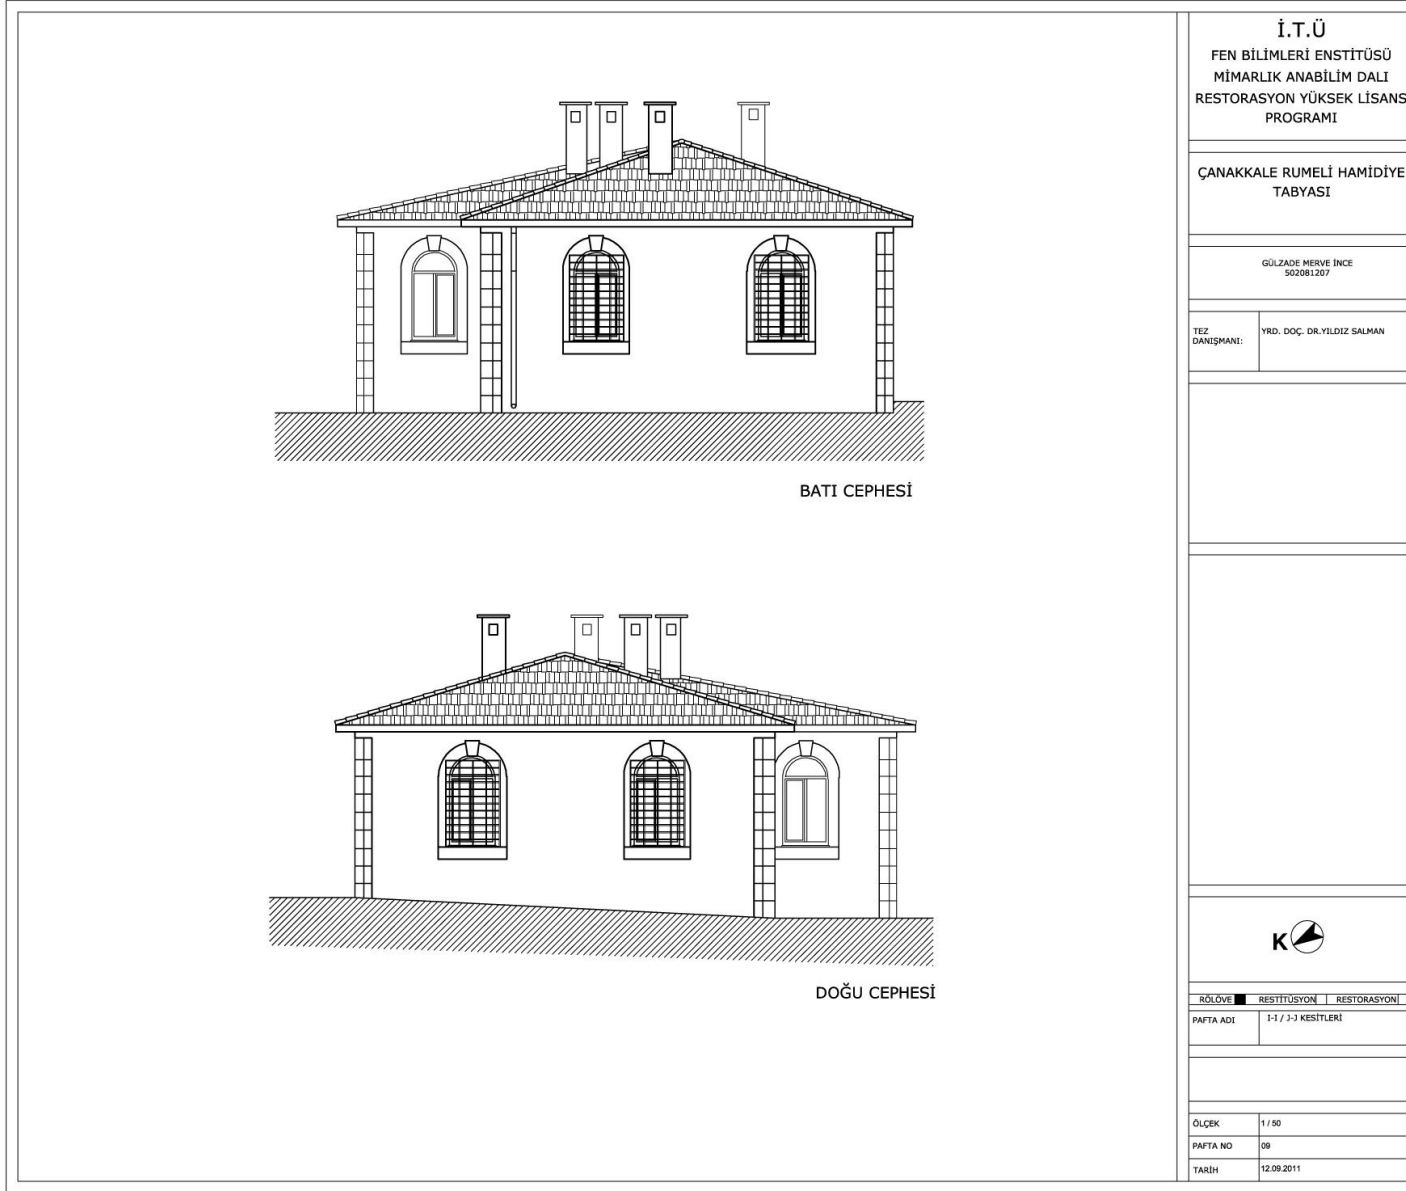 İ.T.Ü
FEN BİLİMLERİ ENSTİTÜSÜ
MİMARLIK ANABİLİM DALI
RESTORASYON YÜKSEK LİSANS
PROGRAMI
ÇANAKKALE RUMELİ HAMİDİYE
TABYASI
GÜLZADE MERVE İNCE
502081207
TEZ
DANIŞMANI:
YRD. DOÇ. DR.YILDIZ SALMAN
BATI CEPHESİ
DOĞU CEPHESİ
K
RÖLÖVE RESTİTÜSYON RESTORASYON
PAFTA ADI I-I / J-J KESİTLERİ
ÖLÇEK 1 / 50
PAFTA NO 09
TARİH 12.09.2011